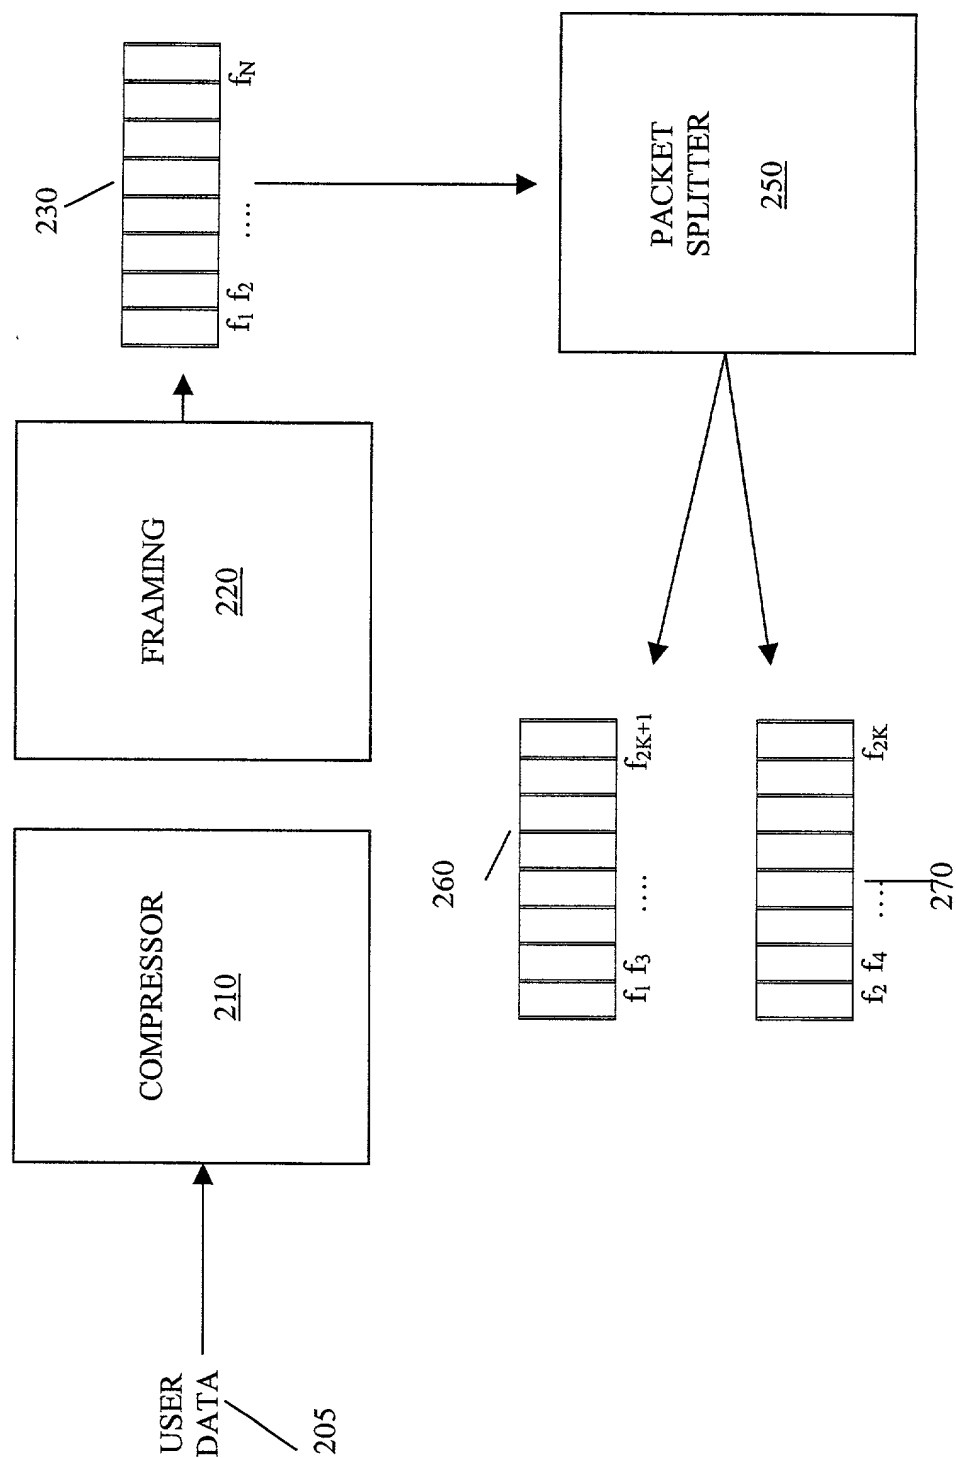 USER
DATA
205
COMPRESSOR
210
FRAMING
220
230
f1 f2 .... fN
PACKET
SPLITTER
250
260
f1 f3 .... f2K+1
f2 f4 .... f2K
270